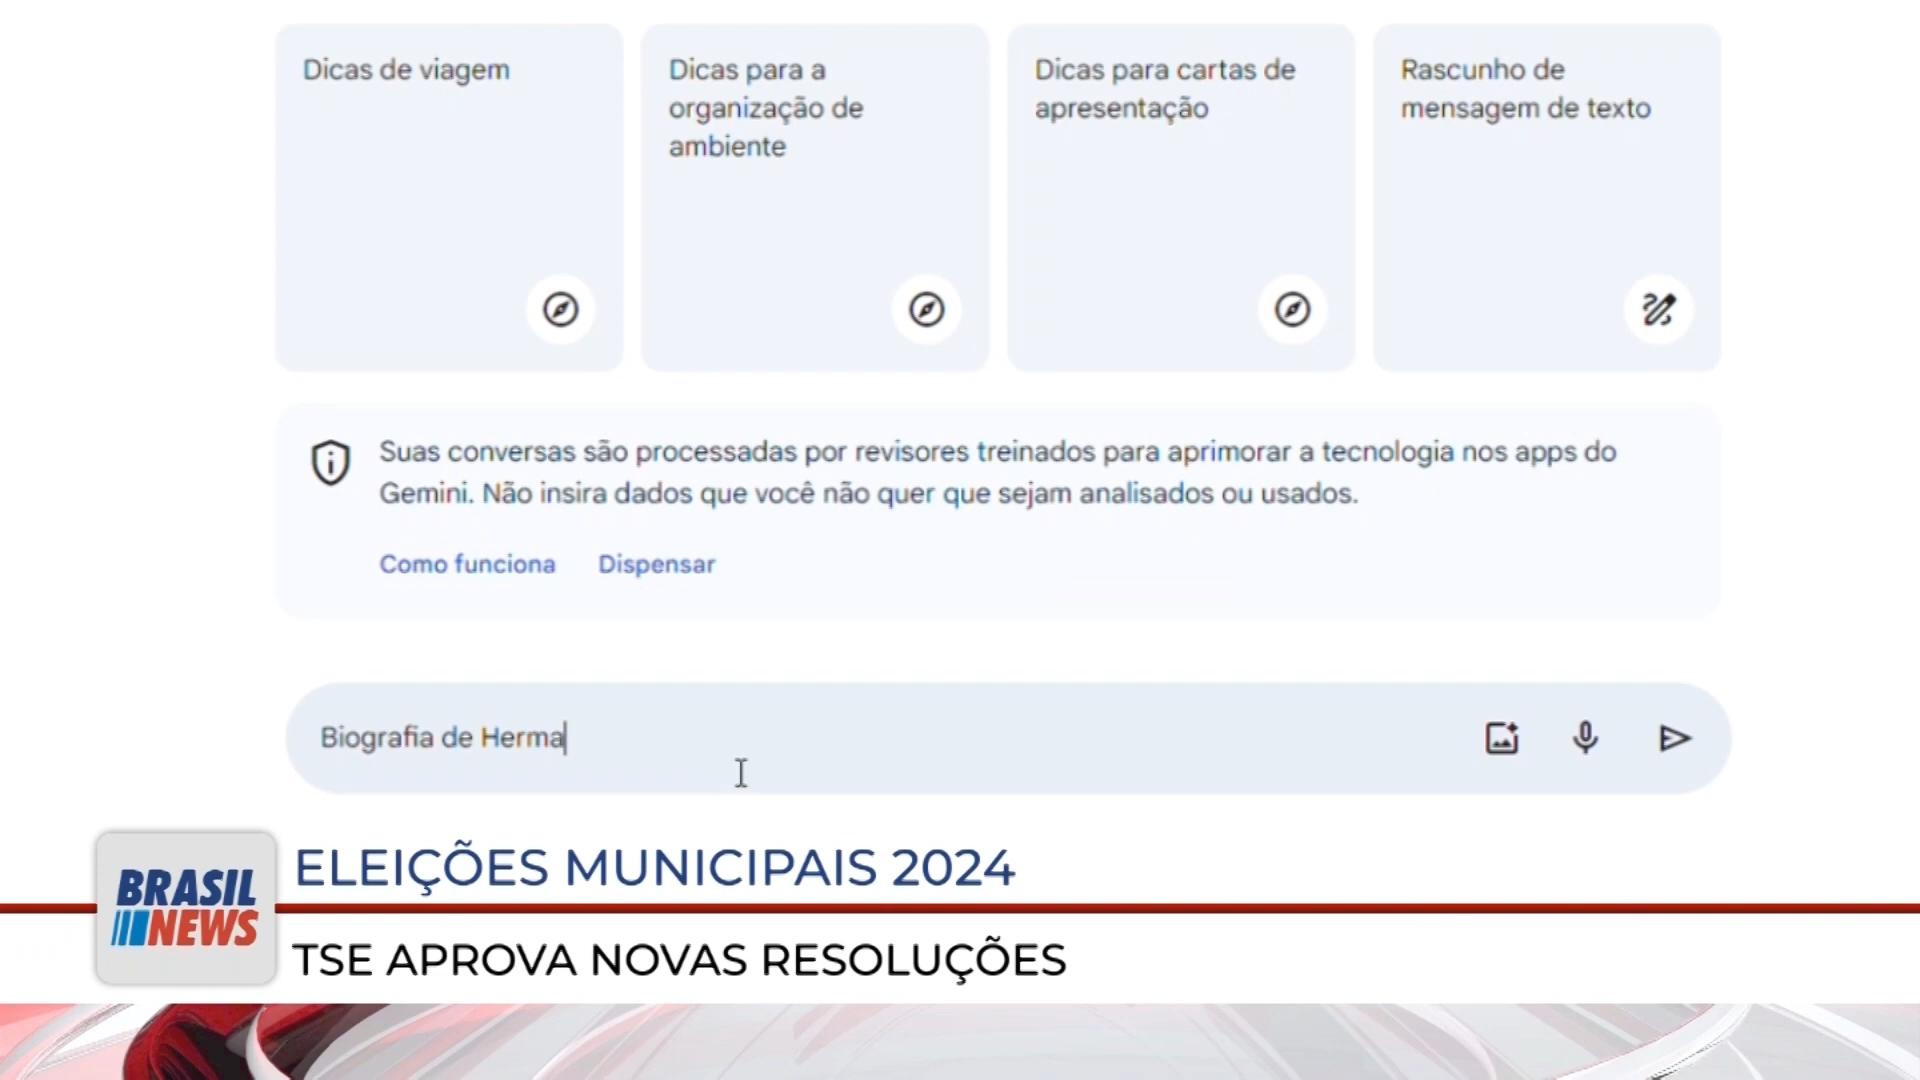 Dicas de viagem
Dicas para a
organização de
ambiente
Dicas para cartas de
apresentação
Rascunho de
mensagem de texto
Suas conversas são processadas por revisores treinados para aprimorar a tecnologia nos apps do
Gemini. Não insira dados que você não quer que sejam analisados ou usados.
Como funciona Dispensar
Biografia de Herma
BRASIL
NEWS
ELEIÇÕES MUNICIPAIS 2024
TSE APROVA NOVAS RESOLUÇÕES